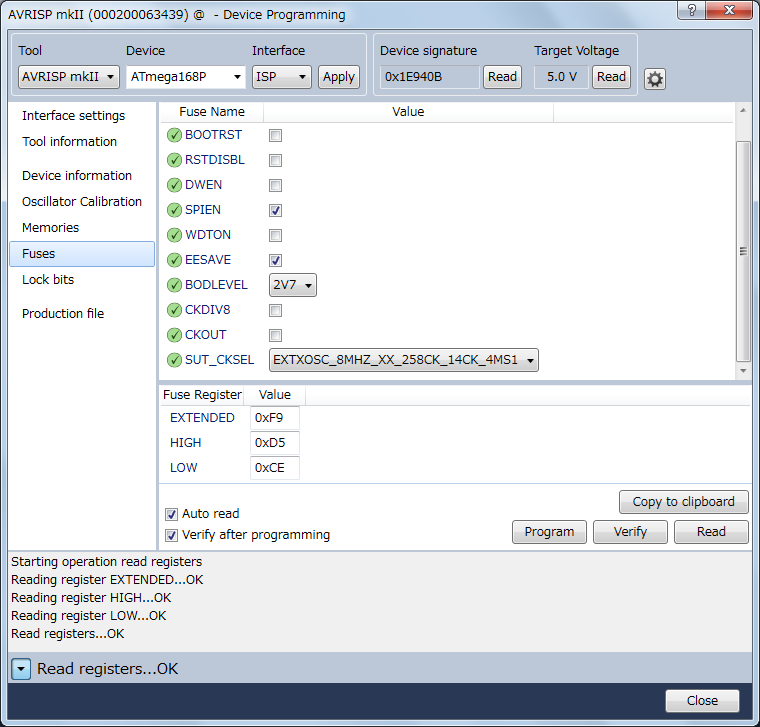 AVRISP mkII (000200063439) @   - Device Programming
Tool Device Interface Device signature Target Voltage
AVRISP mkII ATmega168P ISP Apply 0x1E940B Read 5.0 V Read
Interface settings
Tool information
Device information
Oscillator Calibration
Memories
Fuses
Lock bits
Production file
Fuse Name Value
BOOTRST
RSTDISBL
DWEN
SPIEN
WDTON
EESAVE
BODLEVEL 2V7
CKDIV8
CKOUT
SUT_CKSEL EXTXOSC_8MHZ_XX_258CK_14CK_4MS1
Fuse Register Value
EXTENDED 0xF9
HIGH 0xD5
LOW 0xCE
Copy to clipboard
Auto read
Verify after programming
Program Verify Read
Starting operation read registers
Reading register EXTENDED...OK
Reading register HIGH...OK
Reading register LOW...OK
Read registers...OK
Read registers...OK
Close